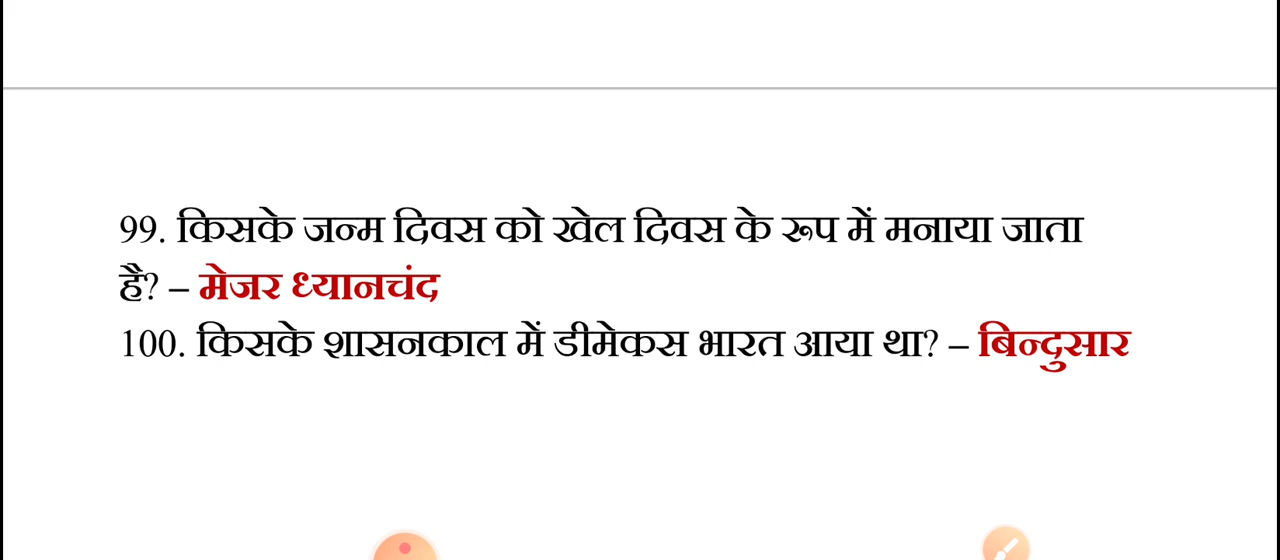 99. किसके जन्म दिवस को खेल दिवस के रूप में मनाया जाता
है? – मेजर ध्यानचंद
100. किसके शासनकाल में डीमेकस भारत आया था? – बिन्दुसार